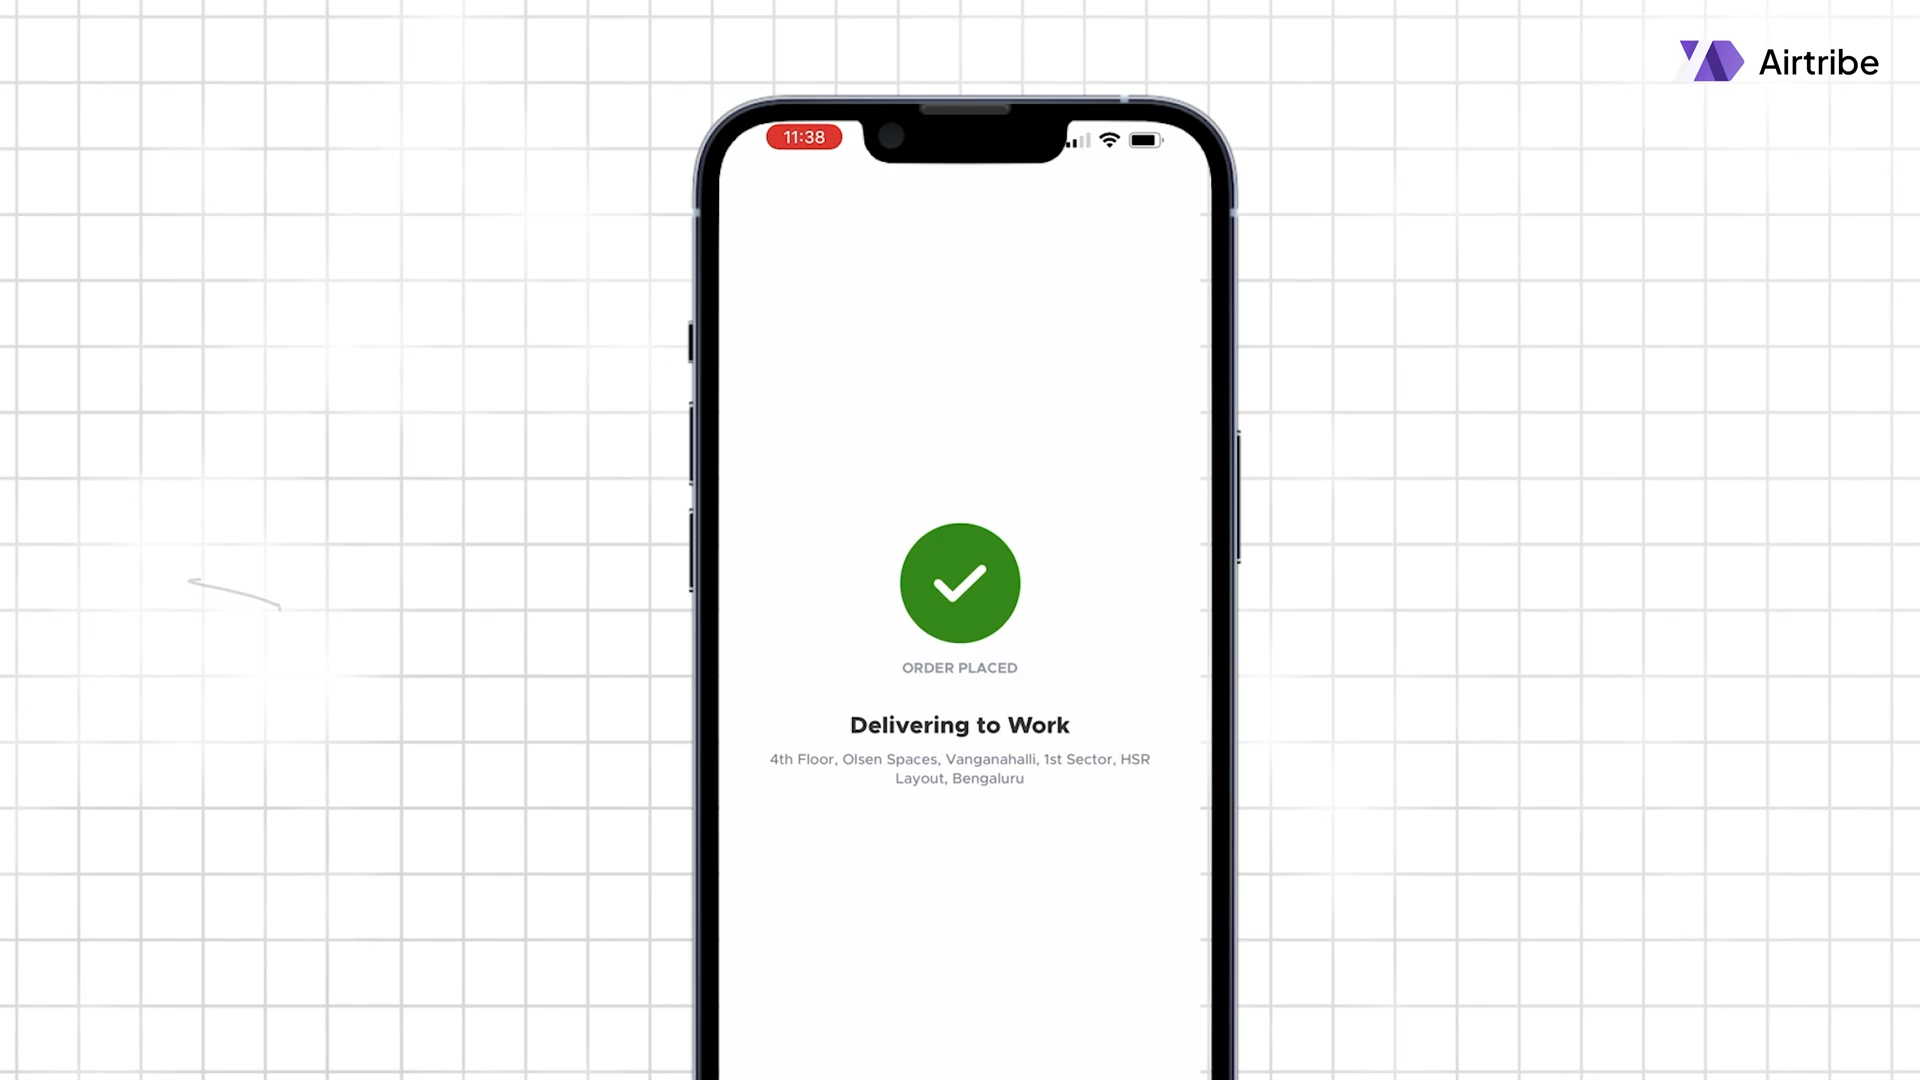 Airtribe
11:38
ORDER PLACED
Delivering to Work
4th Floor, Olsen Spaces, Vanganahalli, 1st Sector, HSR
Layout, Bengaluru